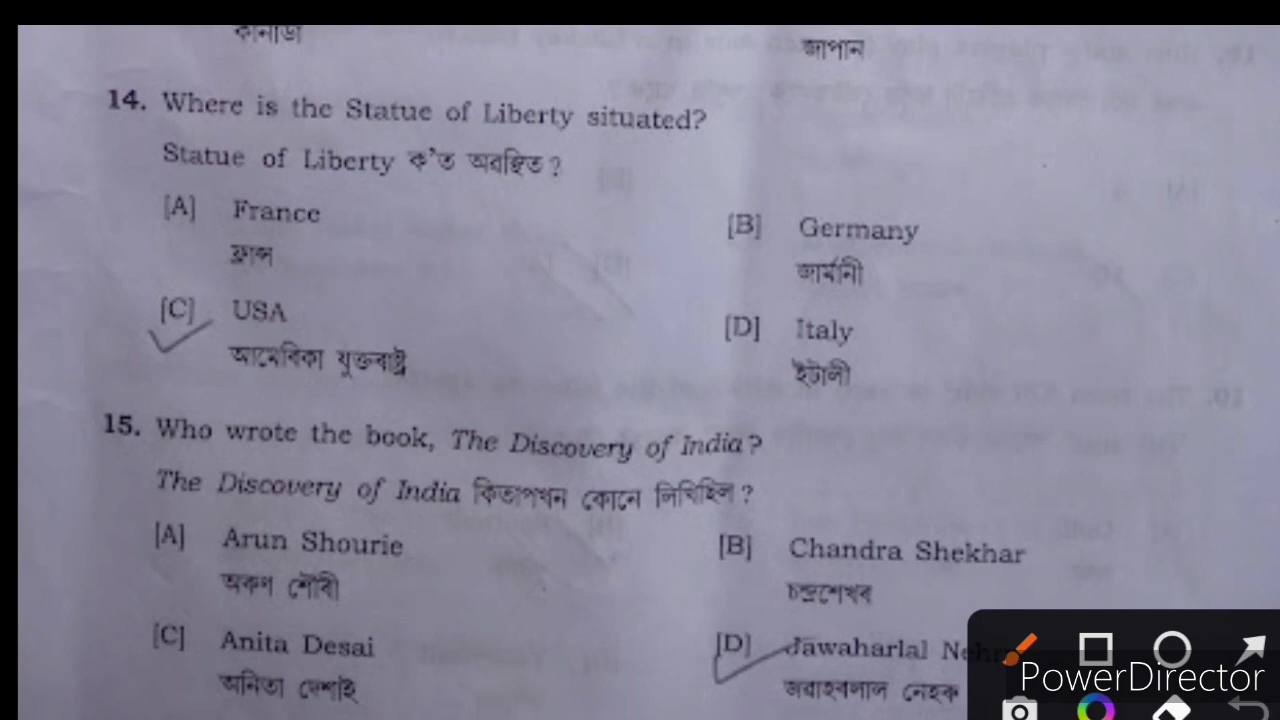 কানাডা
জাপান
14. Where is the Statue of Liberty situated?
Statue of Liberty ক'ত অৱস্থিত?
[A] France
ফ্ৰান্স
[B] Germany
জাৰ্মানী
[C] USA
আমেৰিকা যুক্তৰাষ্ট্ৰ
[D] Italy
ইটালী
15. Who wrote the book, The Discovery of India?
The Discovery of India কিতাপখন কোনে লিখিছিল?
[A] Arun Shourie
অৰুণ শৌৰী
[B] Chandra Shekhar
চন্দ্ৰশেখৰ
[C] Anita Desai
অনিতা দেশাই
[D] Jawaharlal Nehru
জৱাহৰলাল নেহৰু
PowerDirector